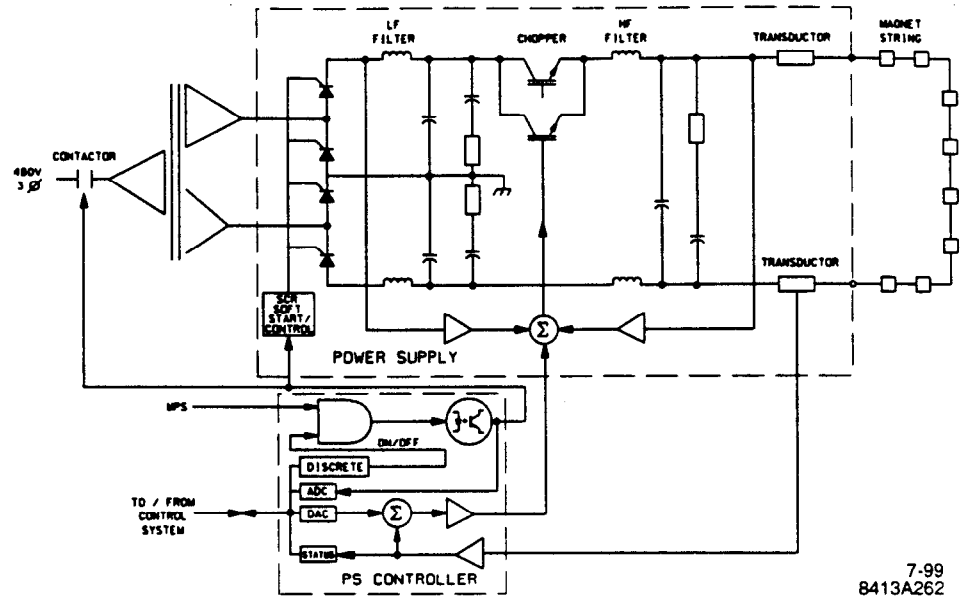 LF
FILTER
CHOPPER
HF
FILTER
TRANSDUCTOR
MAGNET
STRING
CONTACTOR
480V
3 Ø
TRANSDUCTOR
SCR
SOFT
START/
CONTROL
Σ
POWER SUPPLY
MPS
ON/OFF
DISCRETE
ADC
TO / FROM
CONTROL
SYSTEM
DAC
Σ
STATUS
PS CONTROLLER
7-99
8413A262